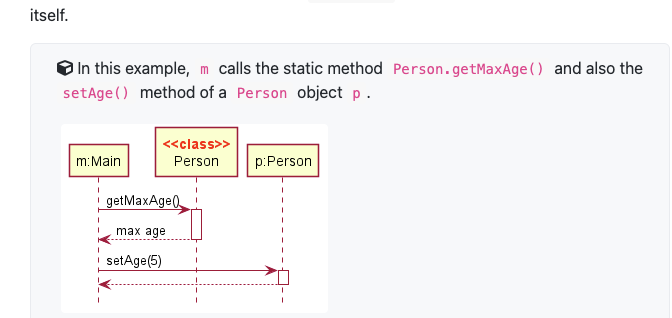 itself.
In this example, m calls the static method Person.getMaxAge() and also the
setAge() method of a Person object p .
<<class>>
m:Main Person p:Person
getMaxAge()
max age
setAge(5)